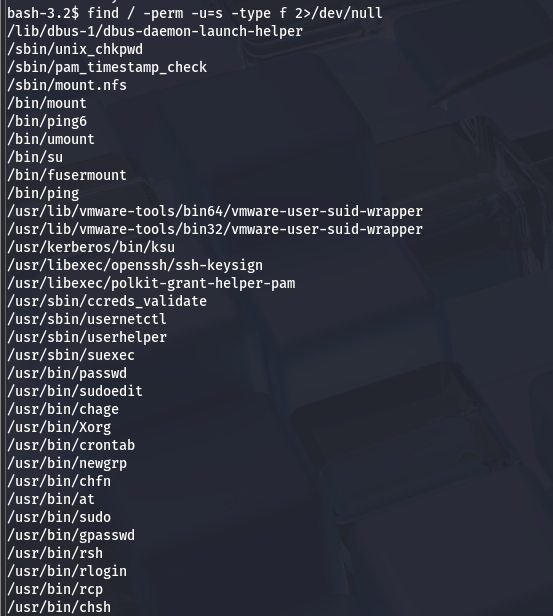 bash-3.2$ find / -perm -u=s -type f 2>/dev/null
/lib/dbus-1/dbus-daemon-launch-helper
/sbin/unix_chkpwd
/sbin/pam_timestamp_check
/sbin/mount.nfs
/bin/mount
/bin/ping6
/bin/umount
/bin/su
/bin/fusermount
/bin/ping
/usr/lib/vmware-tools/bin64/vmware-user-suid-wrapper
/usr/lib/vmware-tools/bin32/vmware-user-suid-wrapper
/usr/kerberos/bin/ksu
/usr/libexec/openssh/ssh-keysign
/usr/libexec/polkit-grant-helper-pam
/usr/sbin/ccreds_validate
/usr/sbin/usernetctl
/usr/sbin/userhelper
/usr/sbin/suexec
/usr/bin/passwd
/usr/bin/sudoedit
/usr/bin/chage
/usr/bin/Xorg
/usr/bin/crontab
/usr/bin/newgrp
/usr/bin/chfn
/usr/bin/at
/usr/bin/sudo
/usr/bin/gpasswd
/usr/bin/rsh
/usr/bin/rlogin
/usr/bin/rcp
/usr/bin/chsh